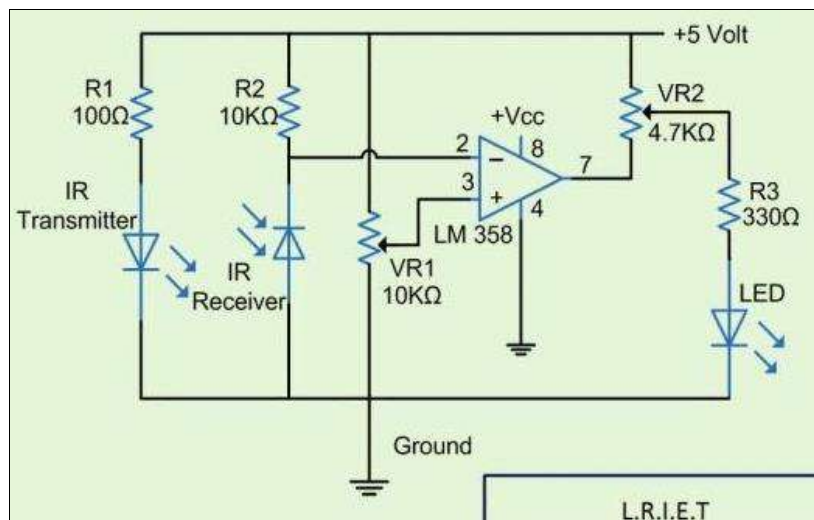 +5 Volt
R1
100Ω
R2
10KΩ
VR2
4.7KΩ
+Vcc
2
8
7
3
4
+
−
LM 358
IR
Transmitter
IR
Receiver
VR1
10KΩ
R3
330Ω
LED
Ground
L.R.I.E.T